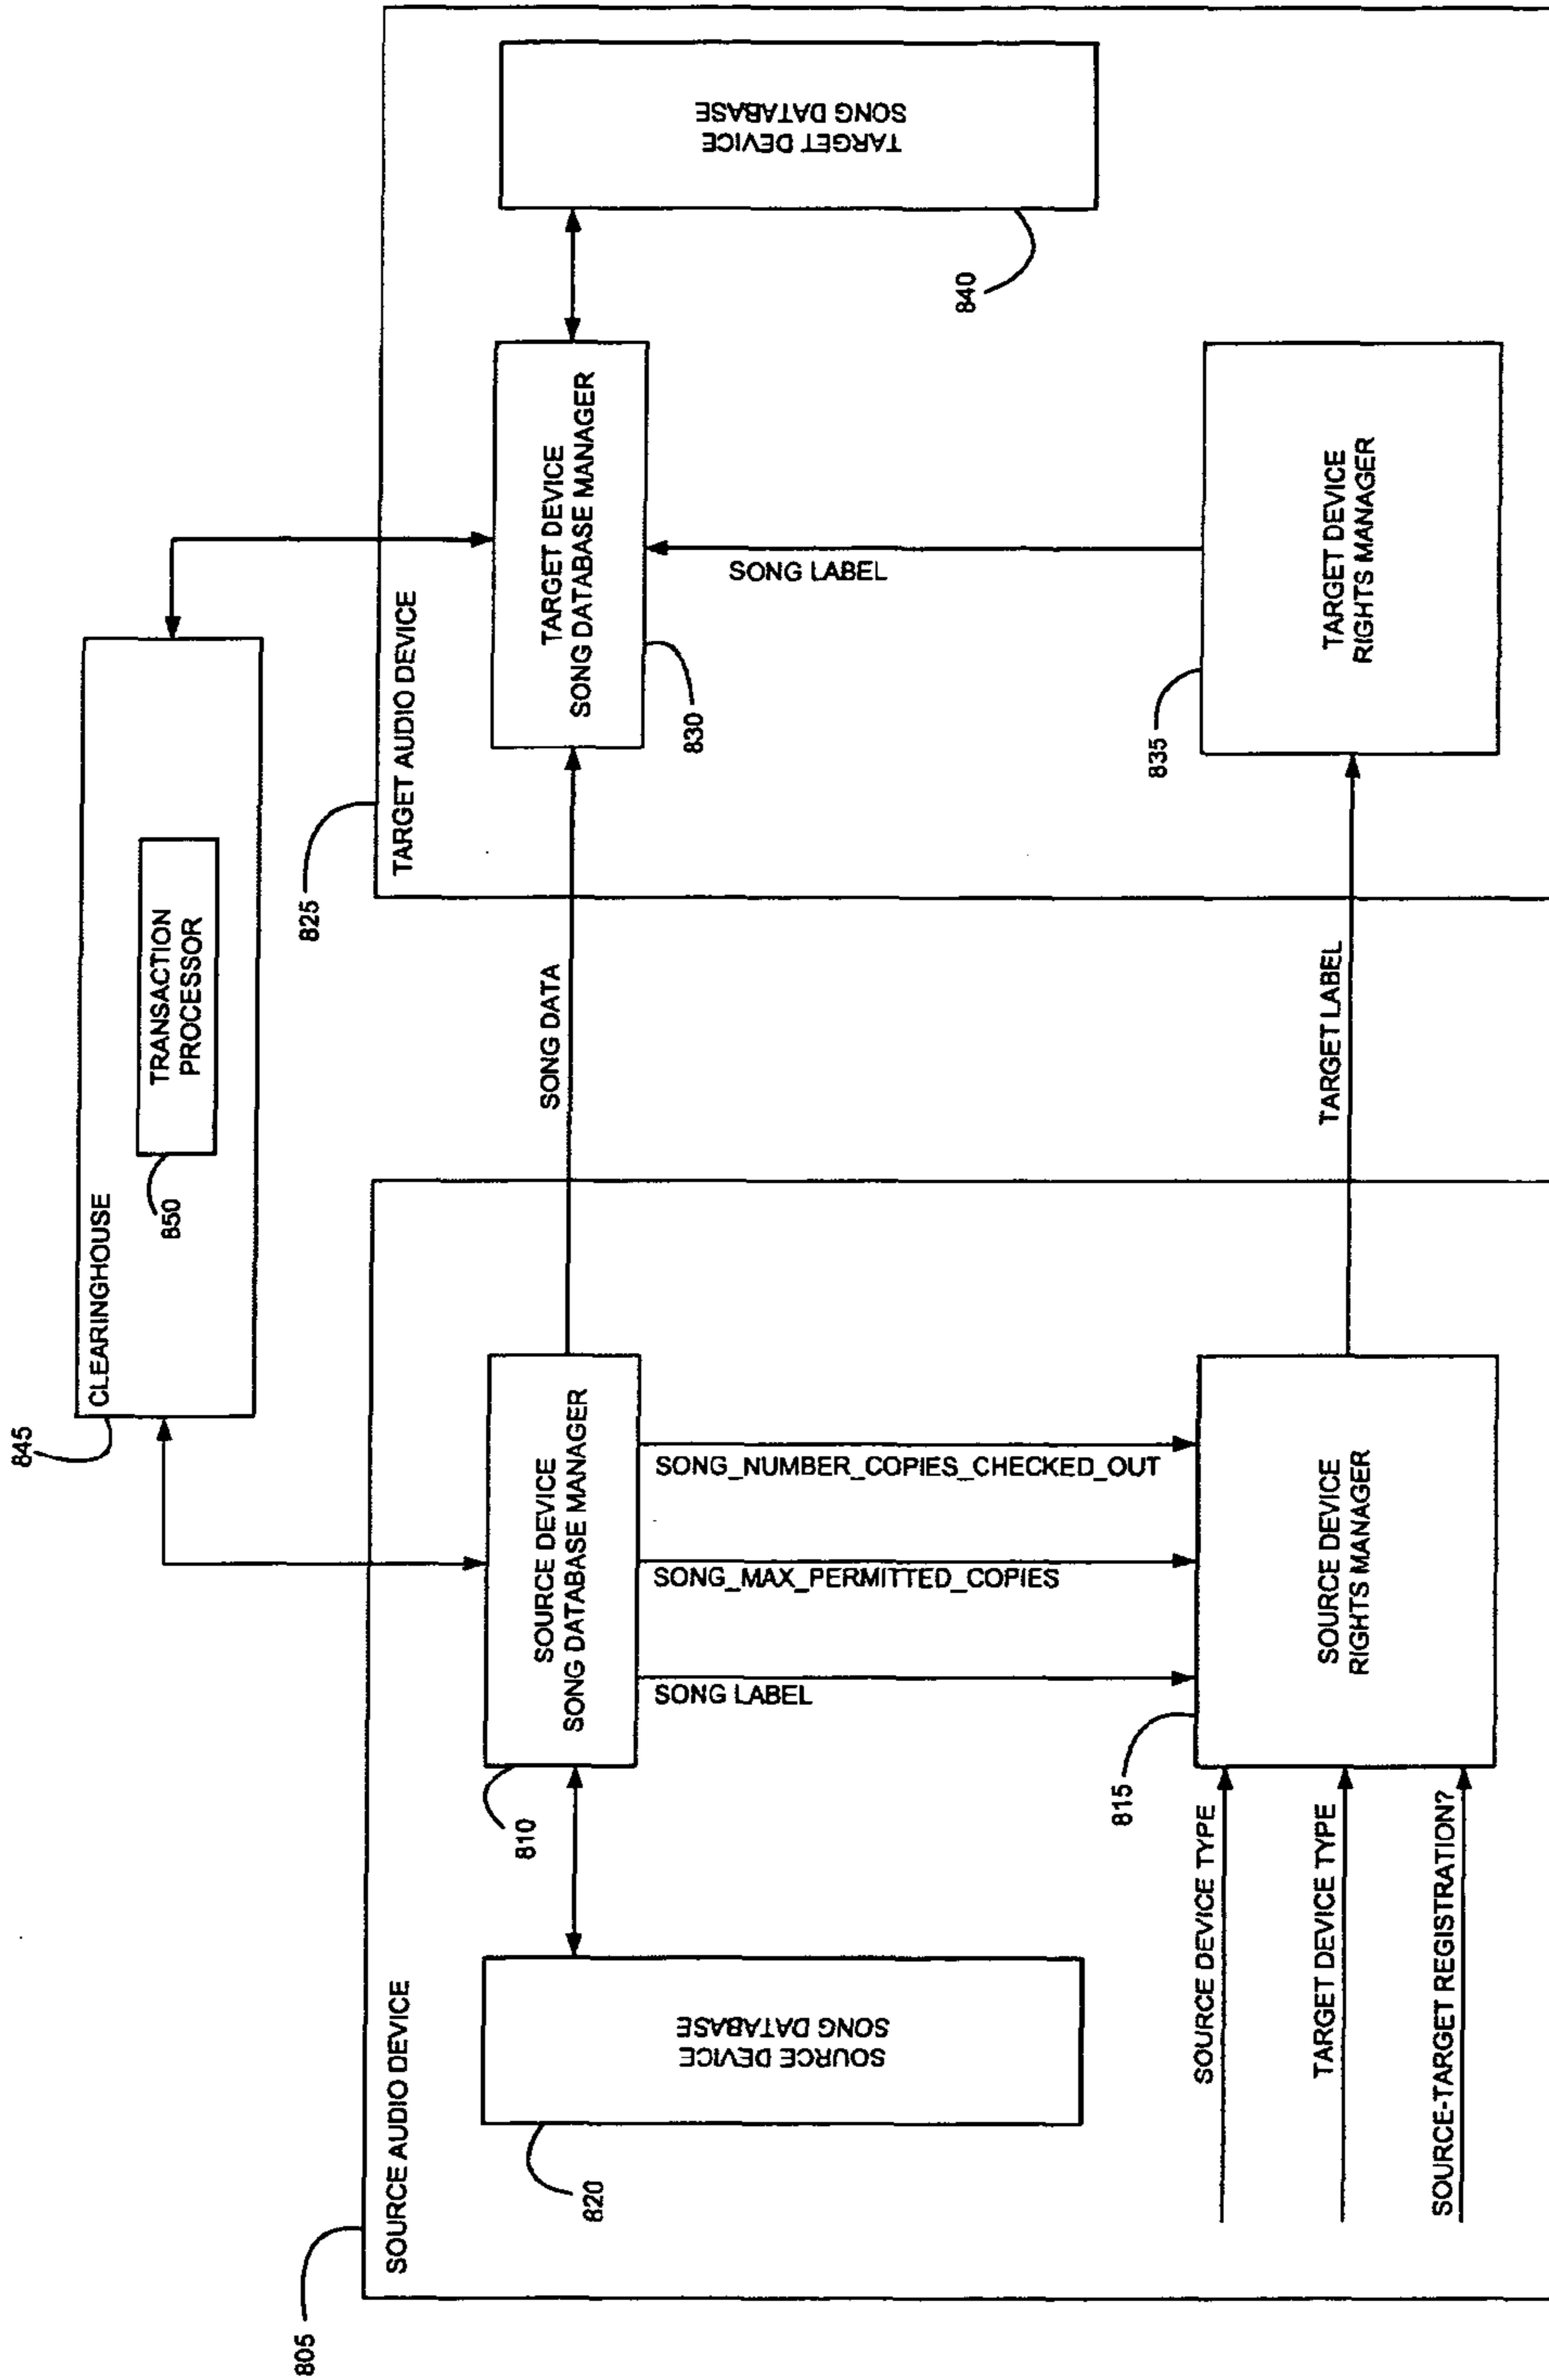 845
CLEARINGHOUSE
TRANSACTION
PROCESSOR
850
805
SOURCE AUDIO DEVICE
825
TARGET AUDIO DEVICE
SOURCE DEVICE
SONG DATABASE
820
SOURCE DEVICE
SONG DATABASE MANAGER
810
SONG DATA
TARGET DEVICE
SONG DATABASE MANAGER
830
TARGET DEVICE
SONG DATABASE
840
SONG LABEL
SONG_MAX_PERMITTED_COPIES
SONG_NUMBER_COPIES_CHECKED_OUT
SONG LABEL
SOURCE DEVICE TYPE
TARGET DEVICE TYPE
SOURCE-TARGET REGISTRATION?
815
SOURCE DEVICE
RIGHTS MANAGER
TARGET LABEL
835
TARGET DEVICE
RIGHTS MANAGER